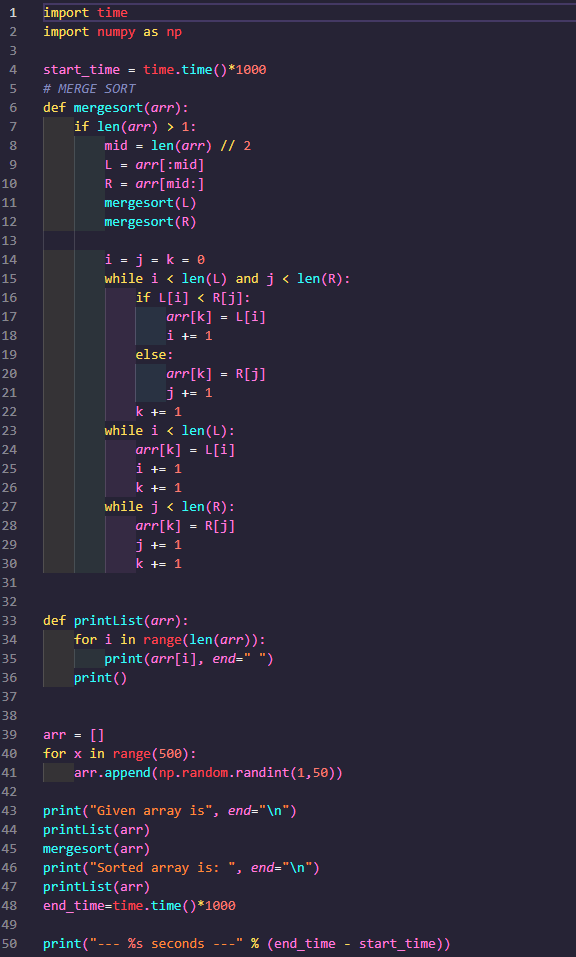 1 import time
2 import numpy as np
3
4 start_time = time.time()*1000
5 # MERGE SORT
6 def mergesort(arr):
7     if len(arr) > 1:
8         mid = len(arr) // 2
9         L = arr[:mid]
10         R = arr[mid:]
11         mergesort(L)
12         mergesort(R)
13
14         i = j = k = 0
15         while i < len(L) and j < len(R):
16             if L[i] < R[j]:
17                 arr[k] = L[i]
18                 i += 1
19             else:
20                 arr[k] = R[j]
21                 j += 1
22             k += 1
23         while i < len(L):
24             arr[k] = L[i]
25             i += 1
26             k += 1
27         while j < len(R):
28             arr[k] = R[j]
29             j += 1
30             k += 1
31
32
33 def printList(arr):
34     for i in range(len(arr)):
35         print(arr[i], end=" ")
36     print()
37
38
39 arr = []
40 for x in range(500):
41     arr.append(np.random.randint(1,50))
42
43 print("Given array is", end="\n")
44 printList(arr)
45 mergesort(arr)
46 print("Sorted array is: ", end="\n")
47 printList(arr)
48 end_time=time.time()*1000
49
50 print("--- %s seconds ---" % (end_time - start_time))